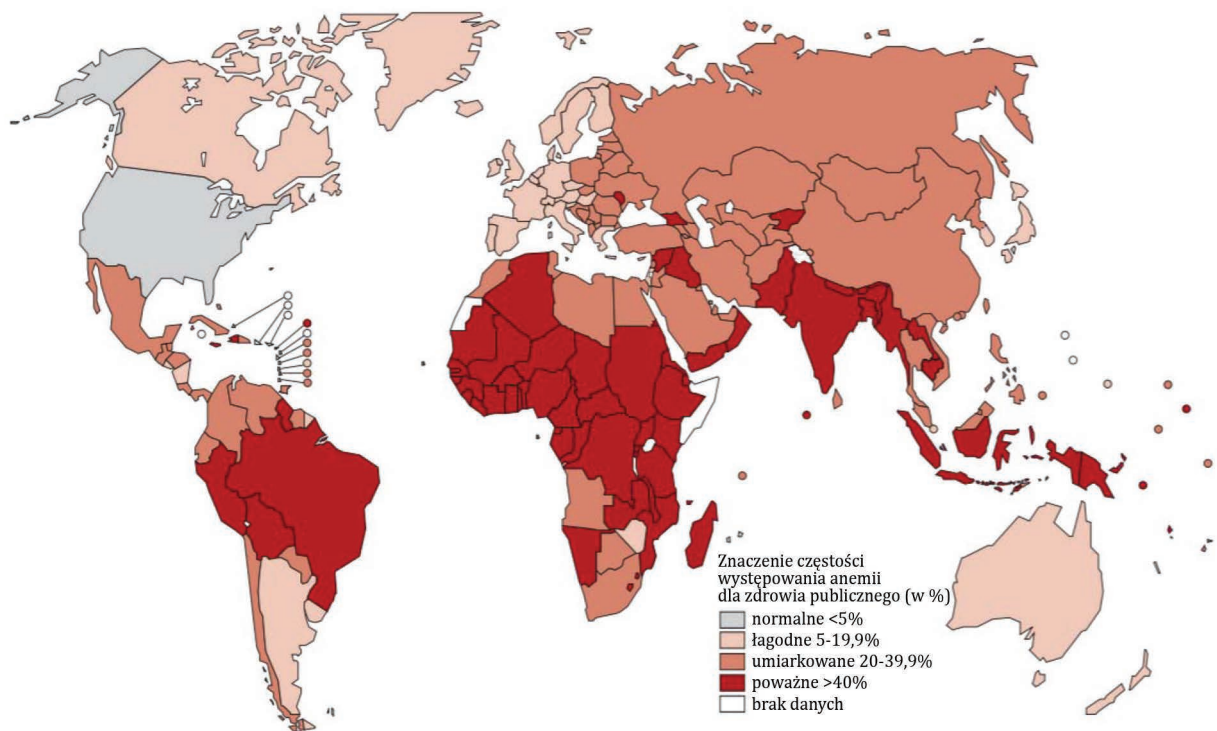 Znaczenie częstości
występowania anemii
dla zdrowia publicznego (w %)
normalne <5%
łagodne 5-19,9%
umiarkowane 20-39,9%
poważne >40%
brak danych